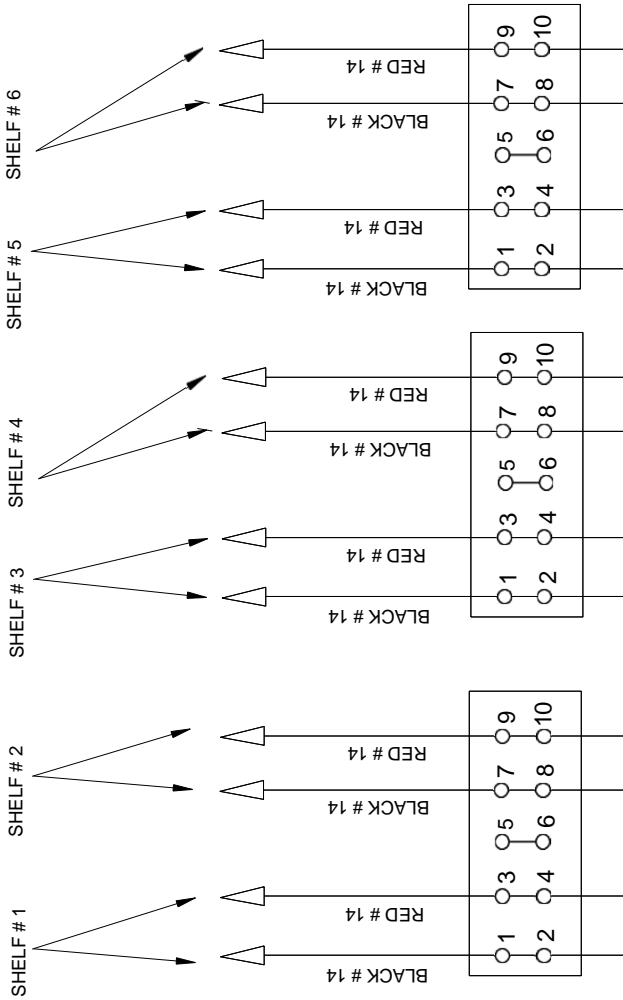 SHELF # 1
SHELF # 2
SHELF # 3
SHELF # 4
SHELF # 5
SHELF # 6
BLACK # 14
RED # 14
BLACK # 14
RED # 14
BLACK # 14
RED # 14
BLACK # 14
RED # 14
BLACK # 14
RED # 14
BLACK # 14
RED # 14
1 3 5 7 9
2 4 6 8 10
1 3 5 7 9
2 4 6 8 10
1 3 5 7 9
2 4 6 8 10